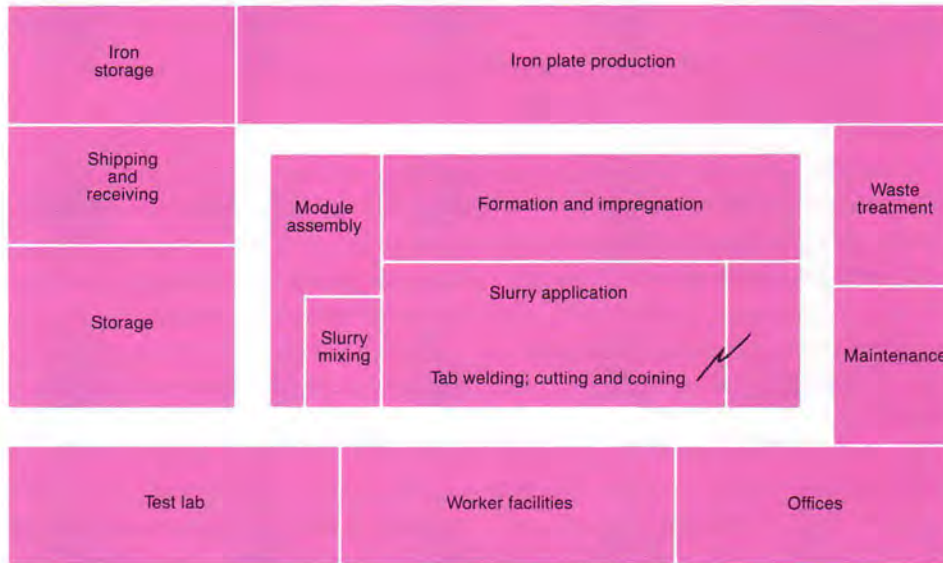 Iron
storage
Iron plate production
Shipping
and
receiving
Module
assembly
Formation and impregnation
Waste
treatment
Storage
Slurry
mixing
Slurry application
Tab welding; cutting and coining
Maintenance
Test lab
Worker facilities
Offices